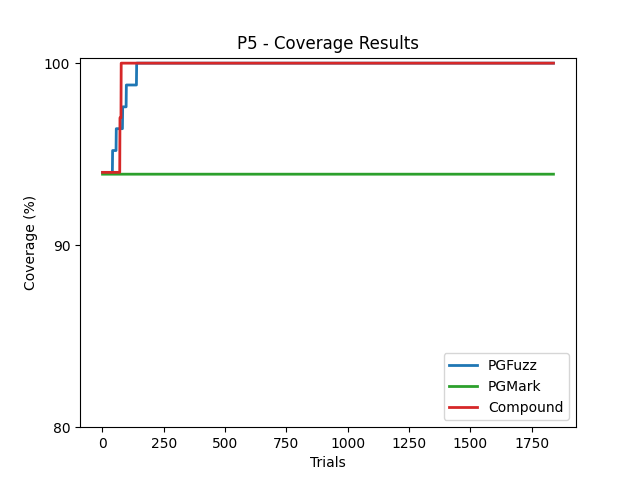 P5 - Coverage Results
Coverage (%)
100
90
80
0 250 500 750 1000 1250 1500 1750
Trials
PGFuzz
PGMark
Compound